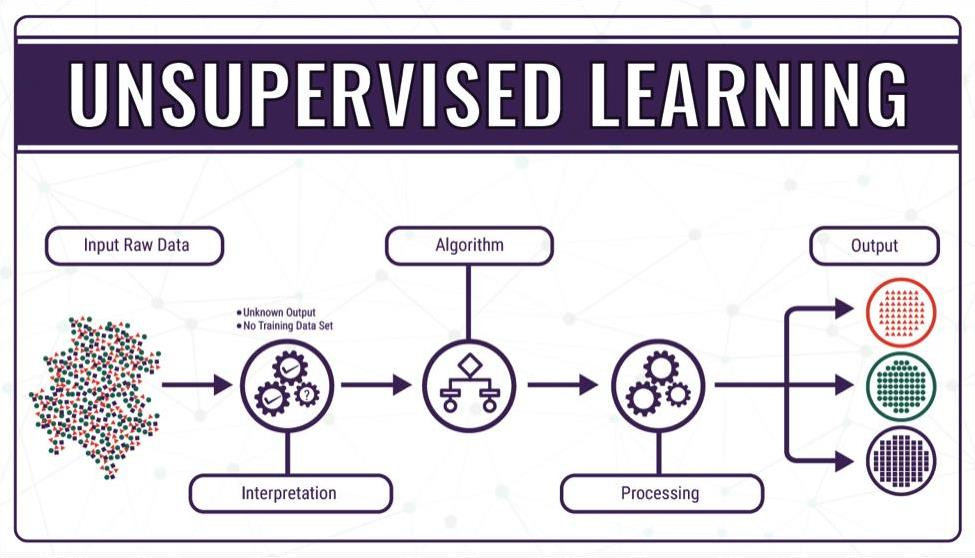 UNSUPERVISED LEARNING
Input Raw Data
Algorithm
Output
•Unknown Output
•No Training Data Set
?
Interpretation
Processing